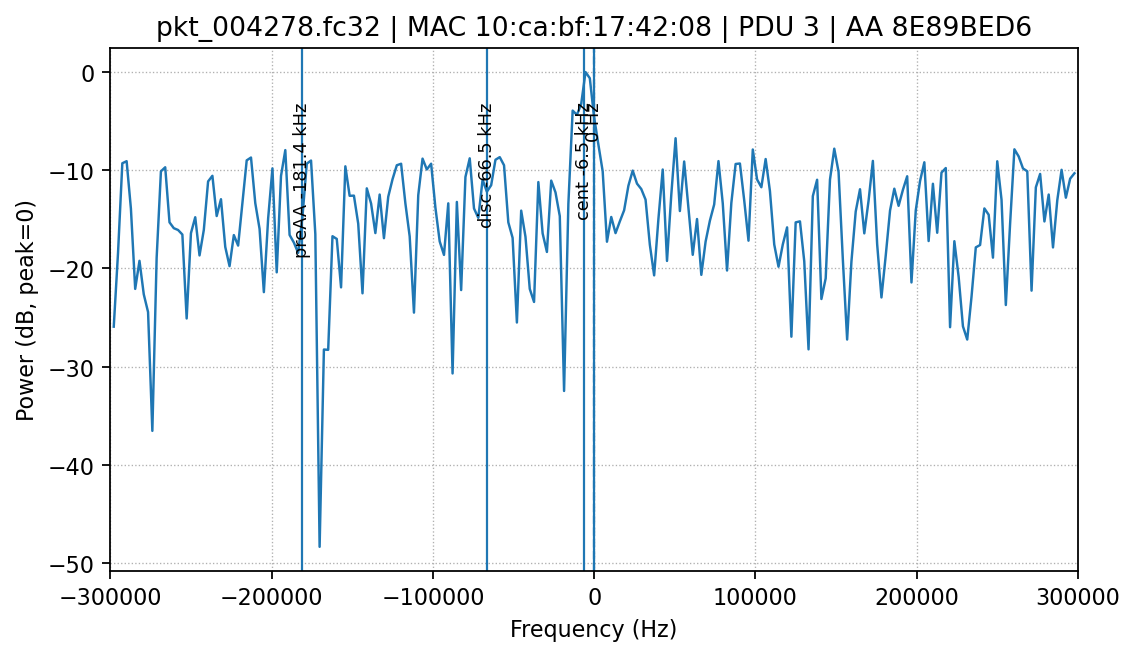 pkt_004278.fc32 | MAC 10:ca:bf:17:42:08 | PDU 3 | AA 8E89BED6
Power (dB, peak=0)
0
−10
−20
−30
−40
−50
preAA -181.4 kHz
disc -66.5 kHz
cent -6.5 kHz
0 Hz
−300000
−200000
−100000
0
100000
200000
300000
Frequency (Hz)